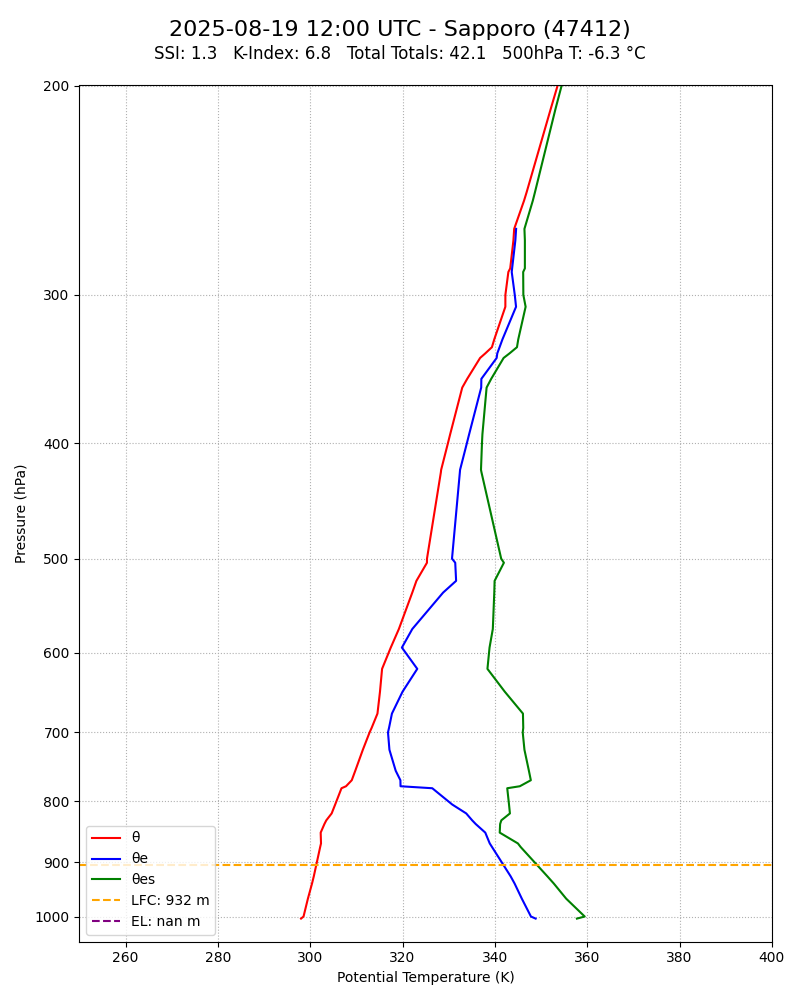 2025-08-19 12:00 UTC - Sapporo (47412)
SSI: 1.3   K-Index: 6.8   Total Totals: 42.1   500hPa T: -6.3 °C
200
300
400
500
600
700
800
900
1000
Pressure (hPa)
θ
θe
θes
LFC: 932 m
EL: nan m
260 280 300 320 340 360 380 400
Potential Temperature (K)